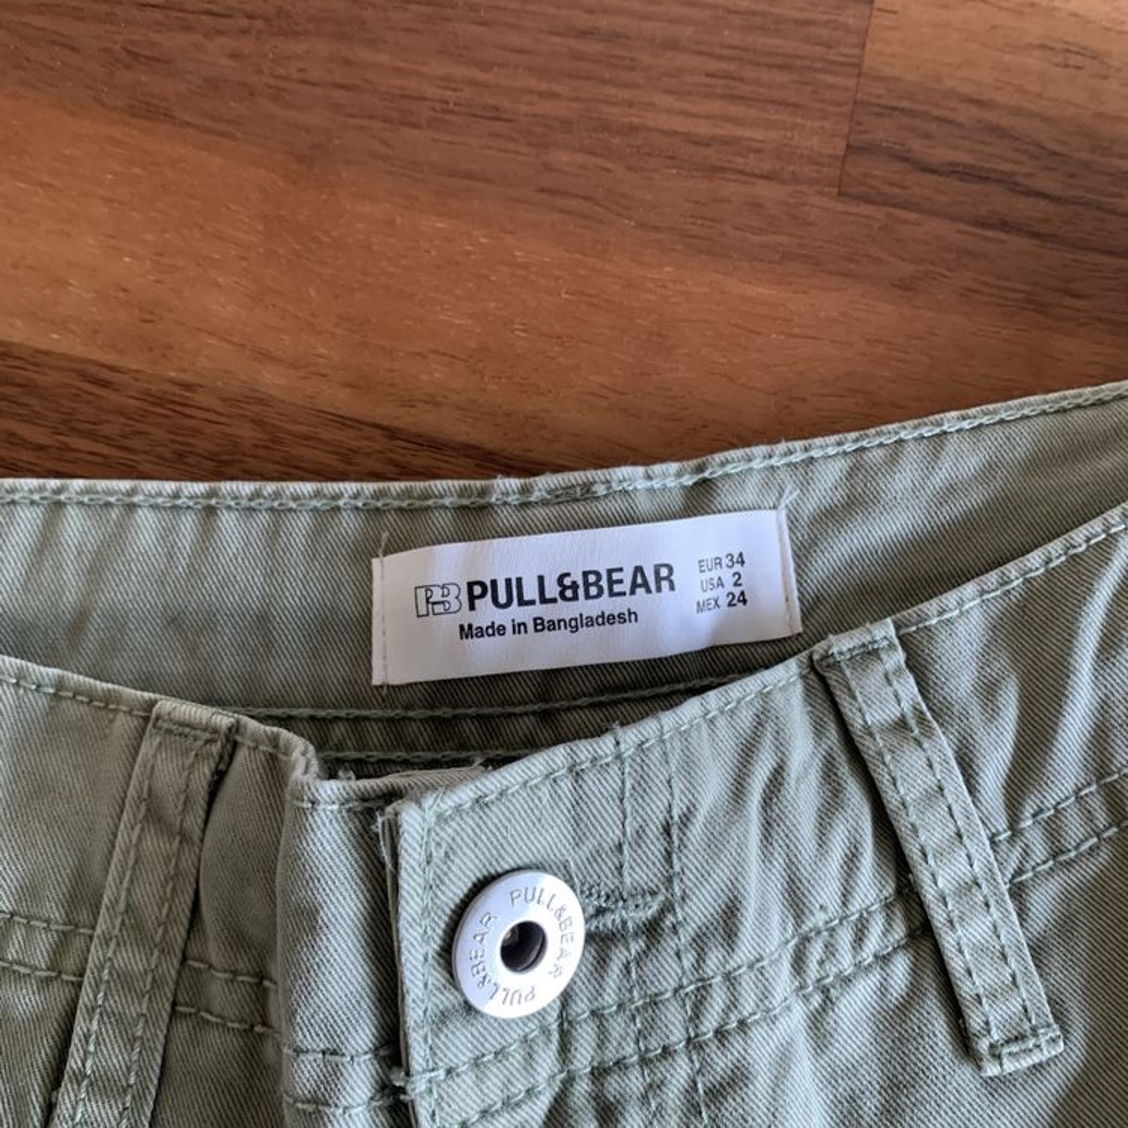 PB PULL&BEAR
Made in Bangladesh
EUR 34
USA 2
MEX 24
PULL&BEAR PULL&BEAR